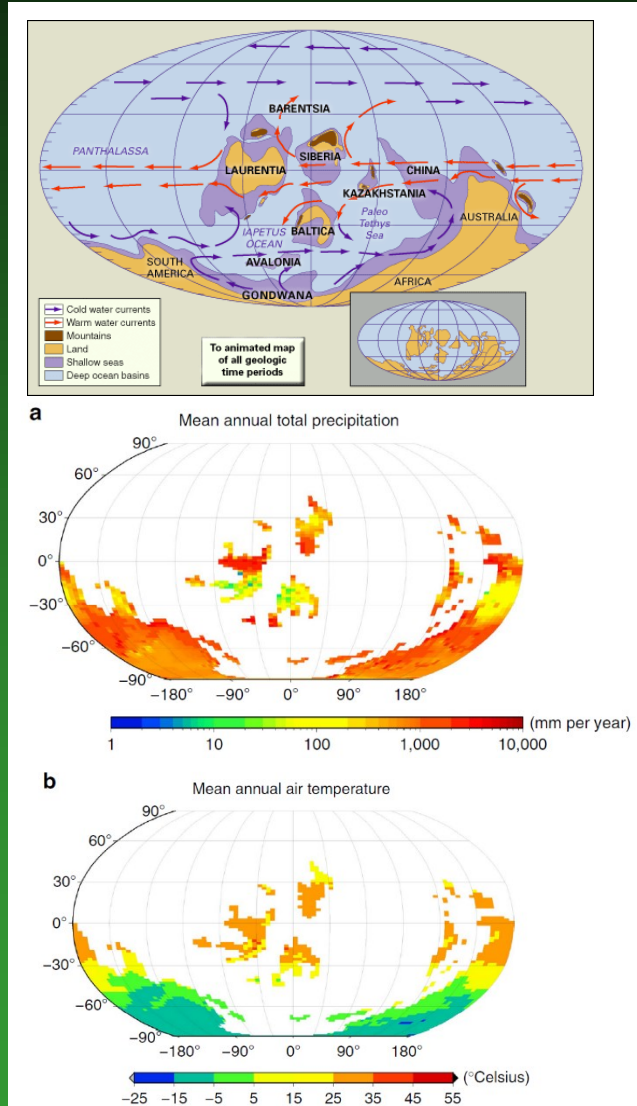 BARENTSIA
PANTHALASSA
SIBERIA
LAURENTIA
CHINA
KAZAKHSTANIA
AUSTRALIA
IAPETUS
OCEAN
BALTICA
Paleo
Tethys
Sea
SOUTH
AMERICA
AVALONIA
AFRICA
GONDWANA
Cold water currents
Warm water currents
Mountains
Land
Shallow seas
Deep ocean basins
To animated map
of all geologic
time periods
a
Mean annual total precipitation
90°
60°
30°
0°
−30°
−60°
−90°
−180° −90° 0° 90° 180°
(mm per year)
1 10 100 1,000 10,000
b
Mean annual air temperature
90°
60°
30°
0°
−30°
−60°
−90°
−180° −90° 0° 90° 180°
(°Celsius)
−25 −15 −5 5 15 25 35 45 55